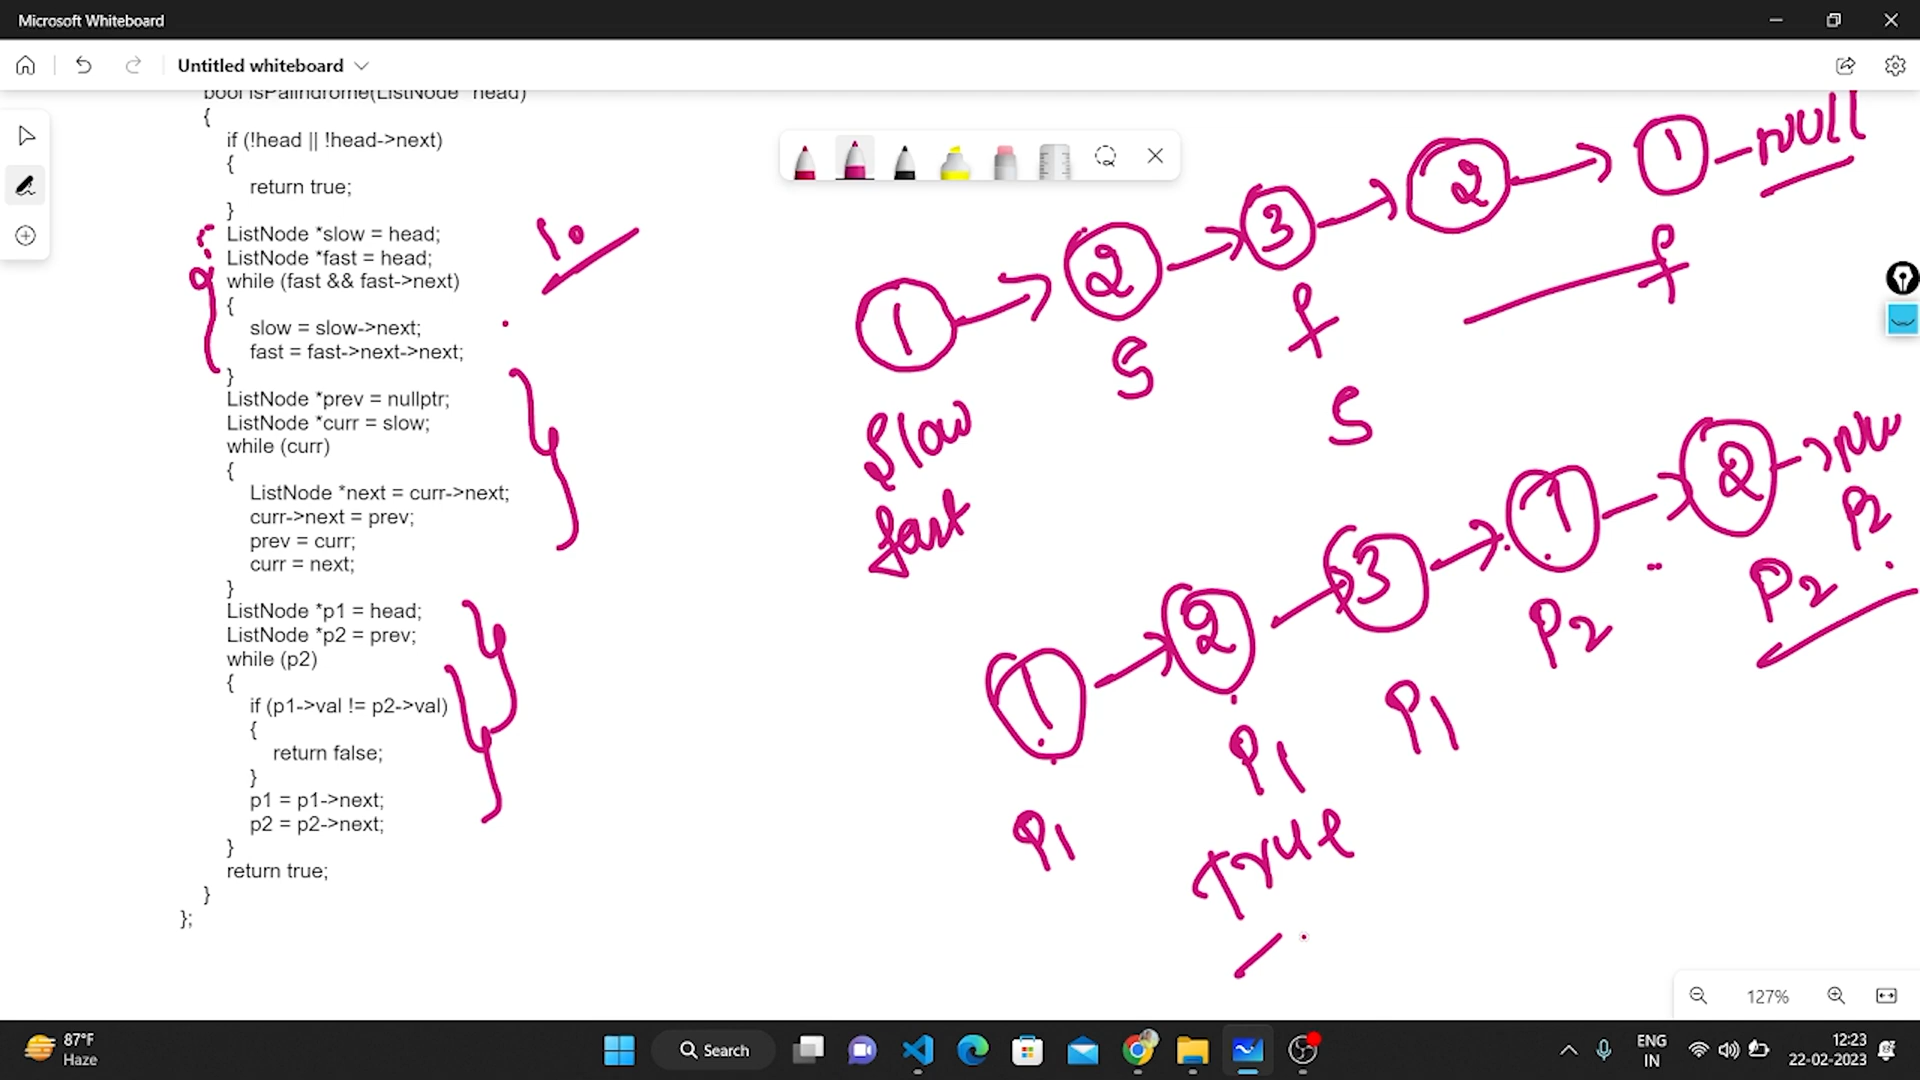 Microsoft Whiteboard
Untitled whiteboard
bool isPalindrome(ListNode *head)
{
if (!head || !head->next)
{
return true;
}
ListNode *slow = head;
ListNode *fast = head;
while (fast && fast->next)
{
slow = slow->next;
fast = fast->next->next;
}
ListNode *prev = nullptr;
ListNode *curr = slow;
while (curr)
{
ListNode *next = curr->next;
curr->next = prev;
prev = curr;
curr = next;
}
ListNode *p1 = head;
ListNode *p2 = prev;
while (p2)
{
if (p1->val != p2->val)
{
return false;
}
p1 = p1->next;
p2 = p2->next;
}
return true;
}
};
1 2 3 2 1 null
S f f
S
slow
fast
1 2 3 1 2
P1 P1 P1 P2 P2 P2
True
127%
87°F
Haze
Search
ENG
IN
12:23
22-02-2023